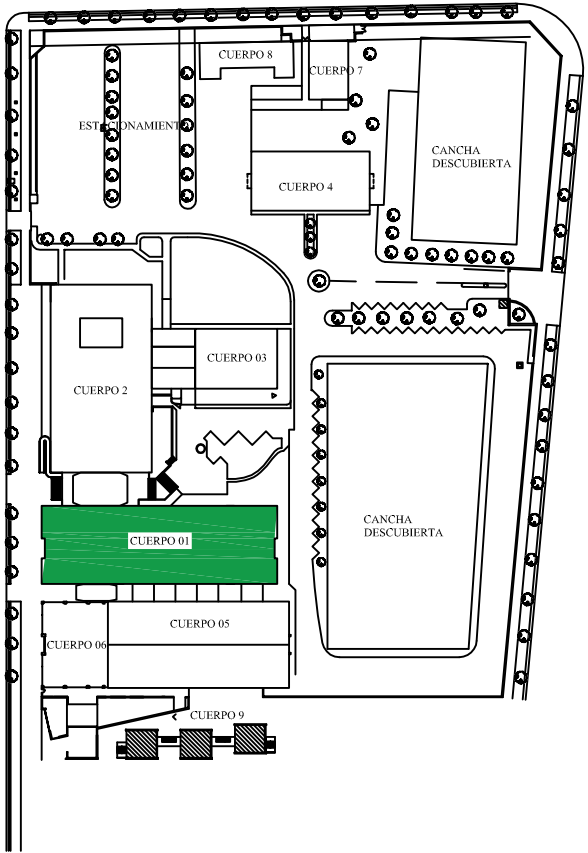 CUERPO 8
CUERPO 7
ESTACIONAMIENTO
CANCHA
DESCUBIERTA
CUERPO 4
CUERPO 03
CUERPO 2
CANCHA
DESCUBIERTA
CUERPO 01
CUERPO 05
CUERPO 06
CUERPO 9